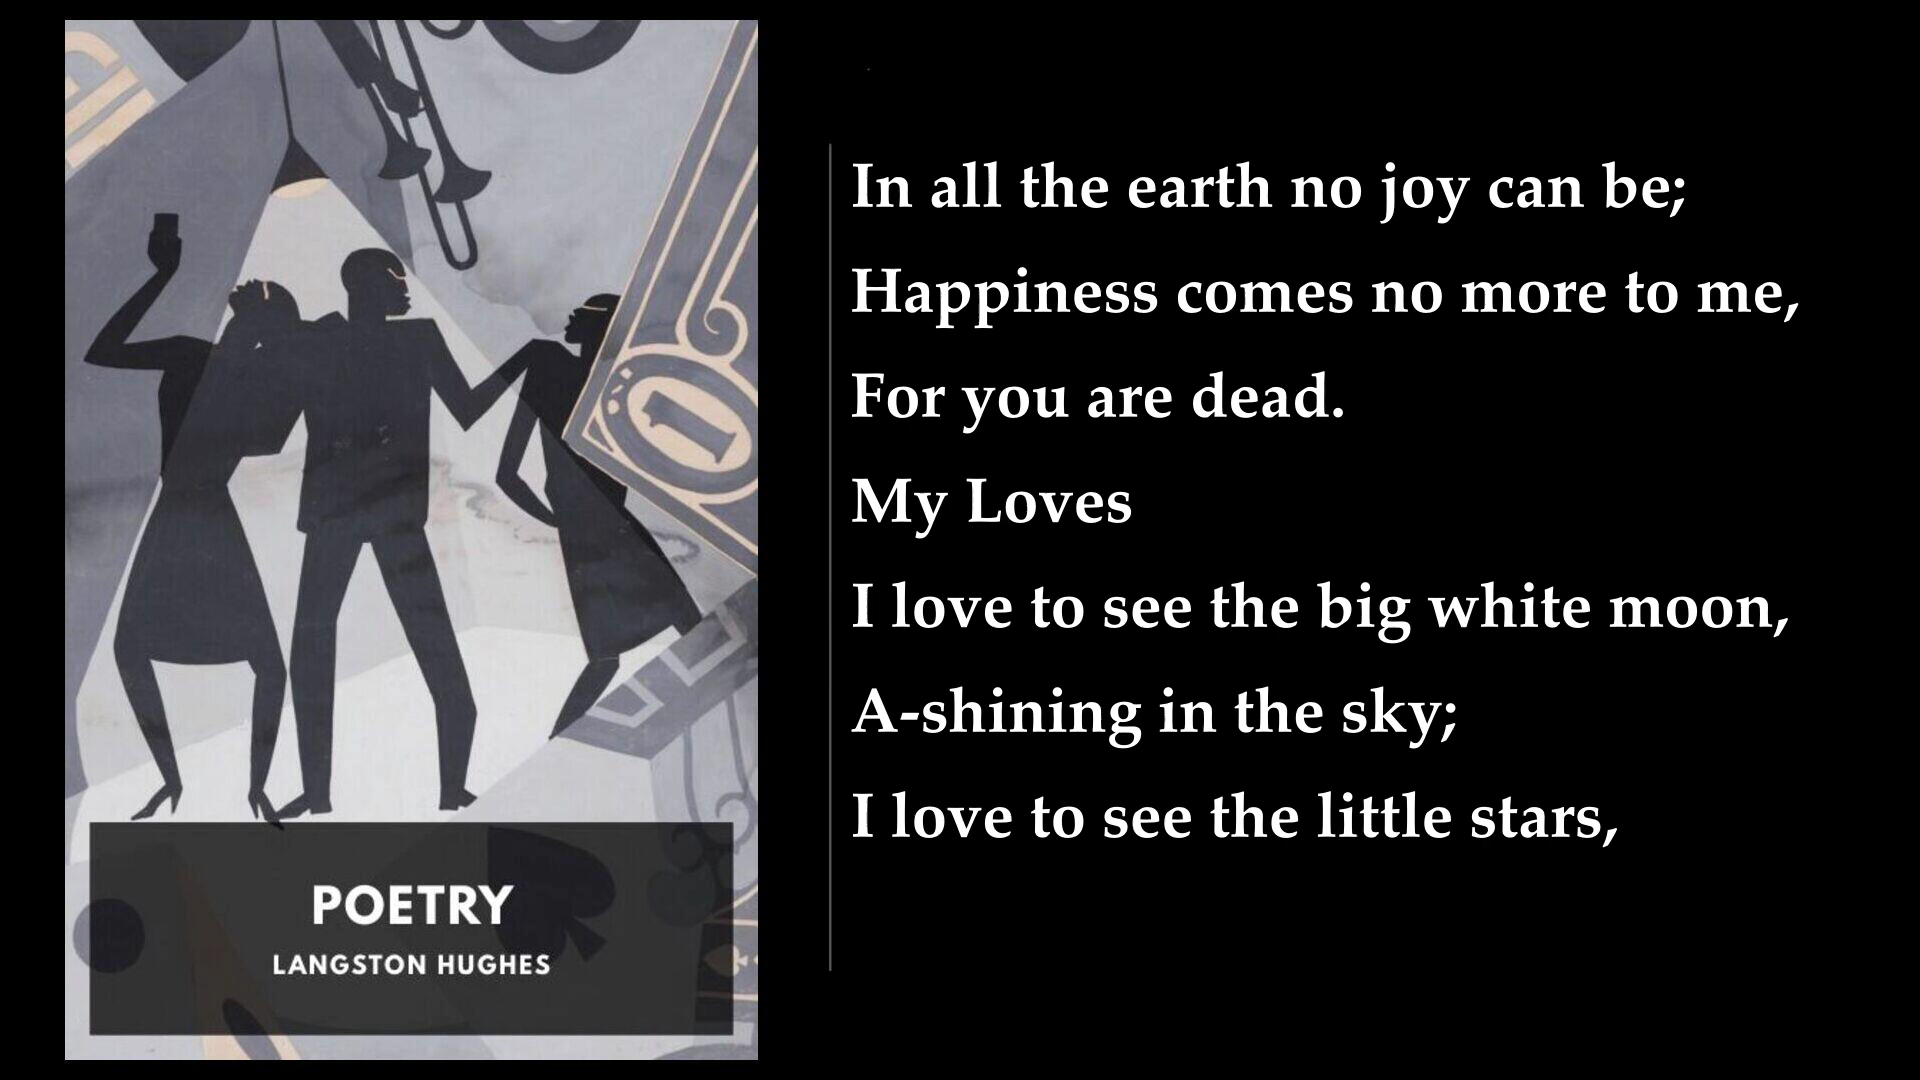 In all the earth no joy can be;
Happiness comes no more to me,
For you are dead.
My Loves
I love to see the big white moon,
A-shining in the sky;
I love to see the little stars,
1
POETRY
LANGSTON HUGHES